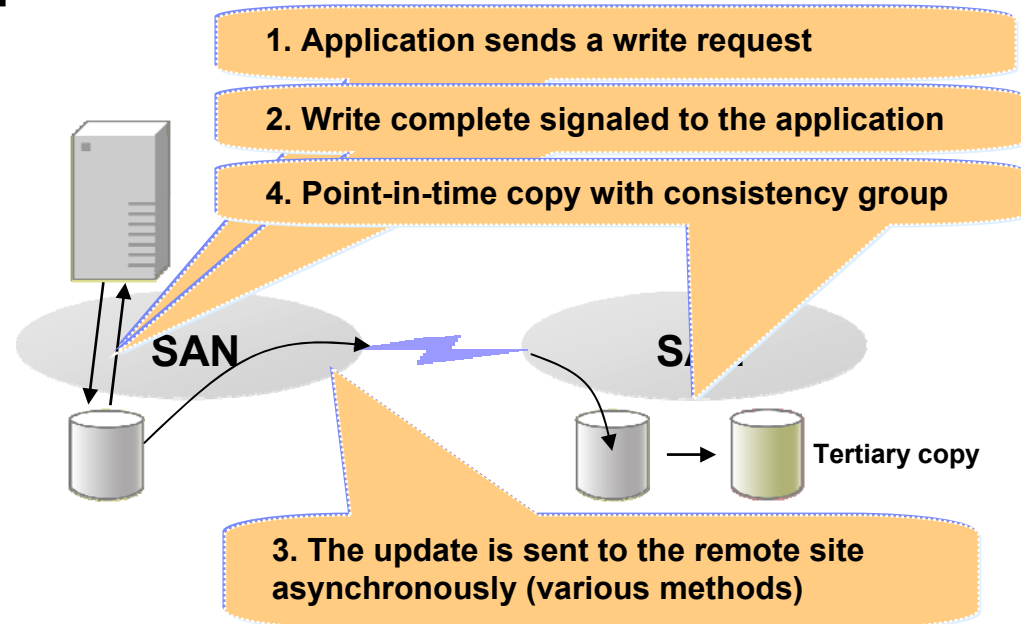 1. Application sends a write request
2. Write complete signaled to the application
4. Point-in-time copy with consistency group
SAN
Tertiary copy
3. The update is sent to the remote site
asynchronously (various methods)